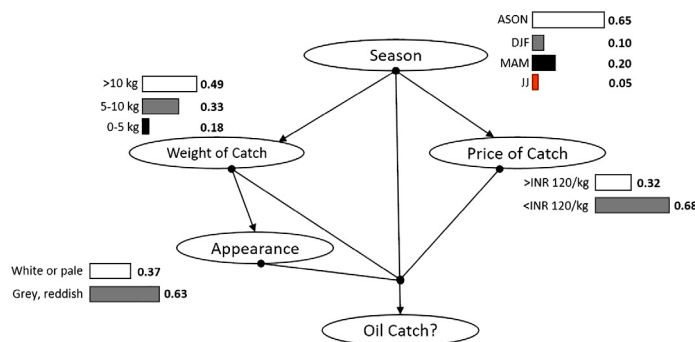 ASON 0.65
Season
DJF 0.10
MAM 0.20
JJ 0.05
>10 kg 0.49
5-10 kg 0.33
0-5 kg 0.18
Weight of Catch
Price of Catch
>INR 120/kg 0.32
<INR 120/kg 0.68
Appearance
White or pale 0.37
Grey, reddish 0.63
Oil Catch?